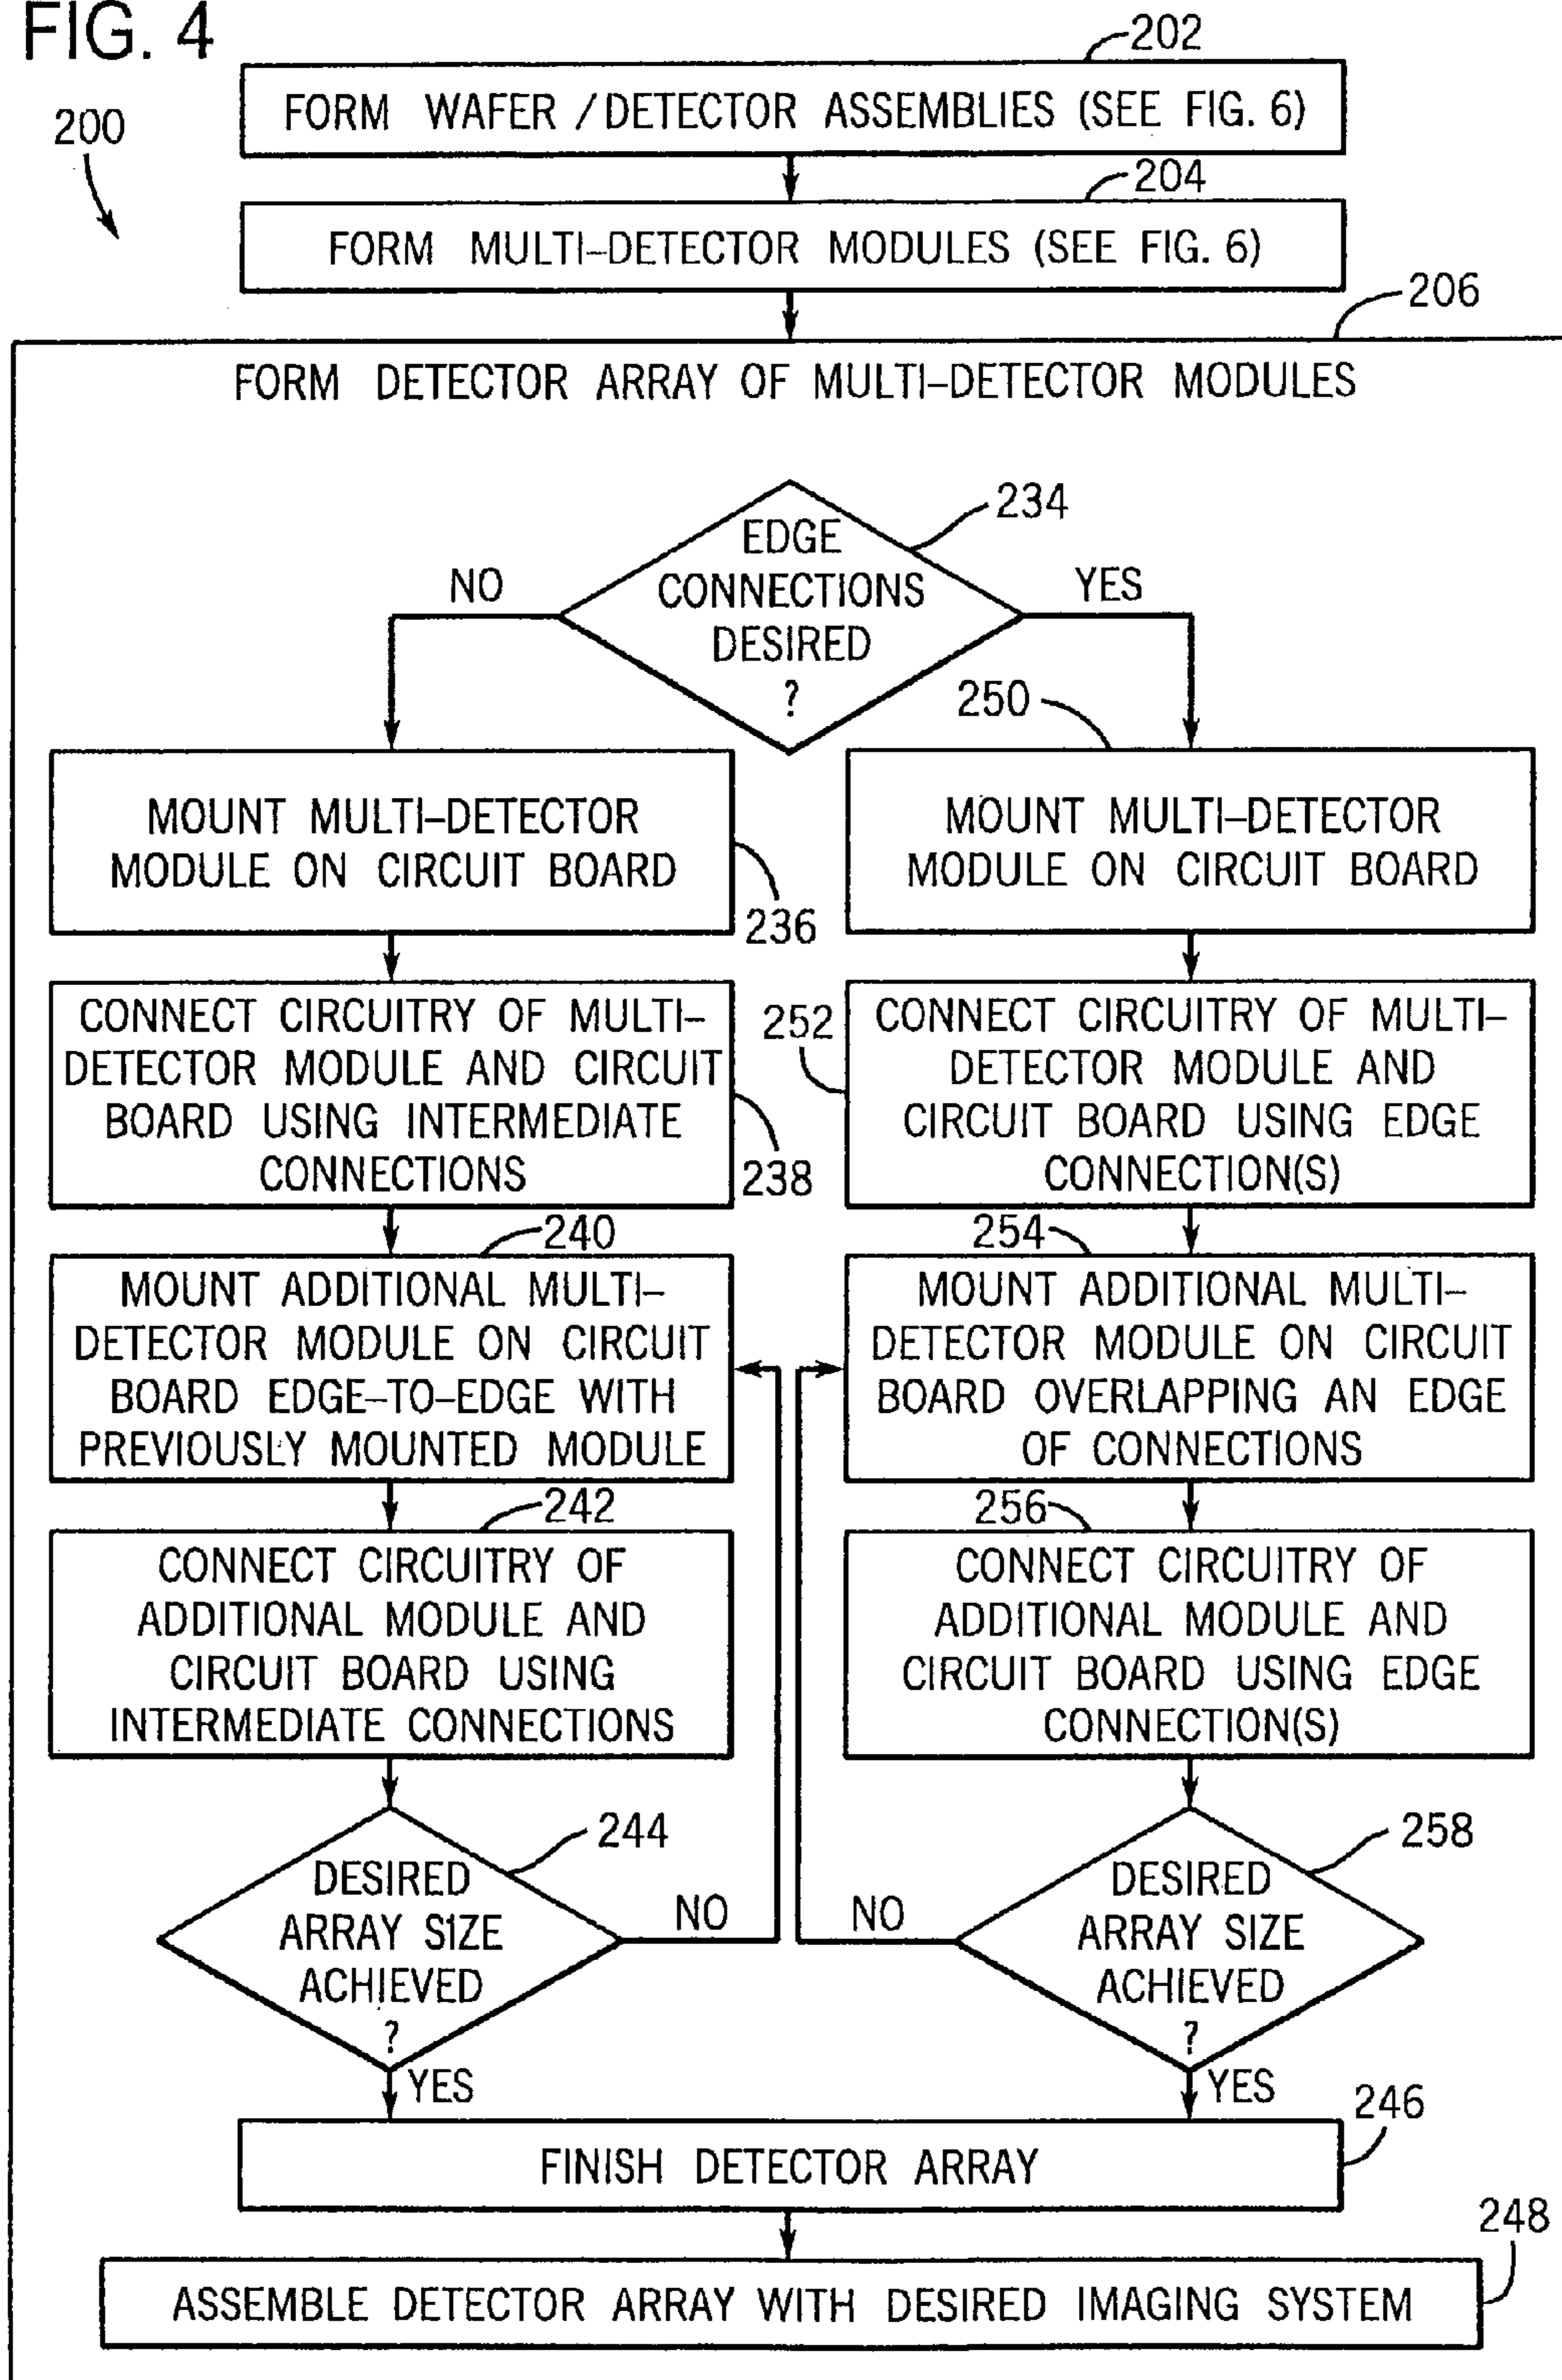 FIG. 4
202
200
FORM WAFER / DETECTOR ASSEMBLIES (SEE FIG. 6)
204
FORM MULTI-DETECTOR MODULES (SEE FIG. 6)
206
FORM DETECTOR ARRAY OF MULTI-DETECTOR MODULES
234
EDGE
CONNECTIONS
DESIRED
?
NO
YES
250
MOUNT MULTI-DETECTOR
MODULE ON CIRCUIT BOARD
236
MOUNT MULTI-DETECTOR
MODULE ON CIRCUIT BOARD
CONNECT CIRCUITRY OF MULTI-
DETECTOR MODULE AND CIRCUIT
BOARD USING INTERMEDIATE
CONNECTIONS
238
252
CONNECT CIRCUITRY OF MULTI-
DETECTOR MODULE AND
CIRCUIT BOARD USING EDGE
CONNECTION(S)
240
MOUNT ADDITIONAL MULTI-
DETECTOR MODULE ON CIRCUIT
BOARD EDGE-TO-EDGE WITH
PREVIOUSLY MOUNTED MODULE
254
MOUNT ADDITIONAL MULTI-
DETECTOR MODULE ON CIRCUIT
BOARD OVERLAPPING AN EDGE
OF CONNECTIONS
242
CONNECT CIRCUITRY OF
ADDITIONAL MODULE AND
CIRCUIT BOARD USING
INTERMEDIATE CONNECTIONS
256
CONNECT CIRCUITRY OF
ADDITIONAL MODULE AND
CIRCUIT BOARD USING EDGE
CONNECTION(S)
244
DESIRED
ARRAY SIZE
ACHIEVED
?
NO
YES
258
DESIRED
ARRAY SIZE
ACHIEVED
?
NO
YES
246
FINISH DETECTOR ARRAY
248
ASSEMBLE DETECTOR ARRAY WITH DESIRED IMAGING SYSTEM